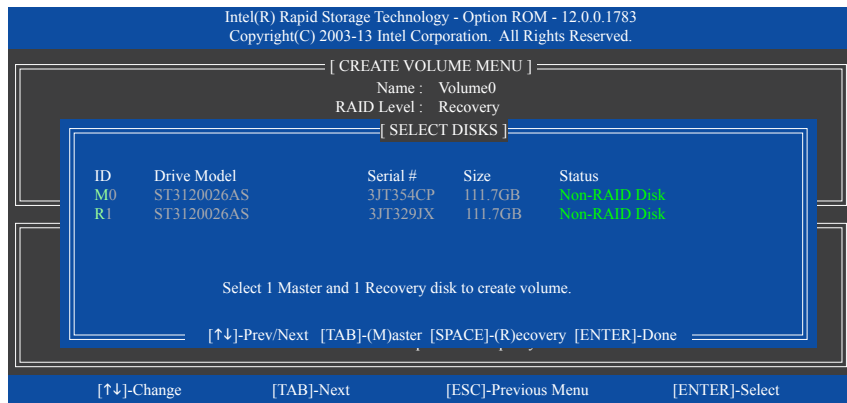 Intel(R) Rapid Storage Technology - Option ROM - 12.0.0.1783
Copyright(C) 2003-13 Intel Corporation. All Rights Reserved.
[ CREATE VOLUME MENU ]
Name : Volume0
RAID Level : Recovery
[ SELECT DISKS ]
ID Drive Model Serial # Size Status
M0 ST3120026AS 3JT354CP 111.7GB Non-RAID Disk
R1 ST3120026AS 3JT329JX 111.7GB Non-RAID Disk
Select 1 Master and 1 Recovery disk to create volume.
[↑↓]-Prev/Next [TAB]-(M)aster [SPACE]-(R)ecovery [ENTER]-Done
[↑↓]-Change [TAB]-Next [ESC]-Previous Menu [ENTER]-Select